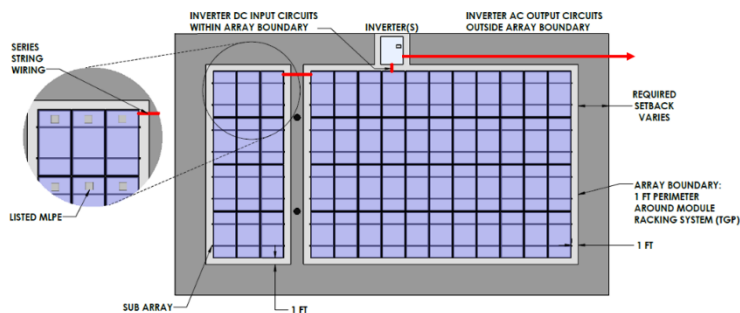 INVERTER DC INPUT CIRCUITS
WITHIN ARRAY BOUNDARY
INVERTER(S)
INVERTER AC OUTPUT CIRCUITS
OUTSIDE ARRAY BOUNDARY
SERIES
STRING
WIRING
REQUIRED
SETBACK
VARIES
LISTED MLPE
ARRAY BOUNDARY:
1 FT PERIMETER
AROUND MODULE
RACKING SYSTEM (TGP)
1 FT
SUB ARRAY
1 FT